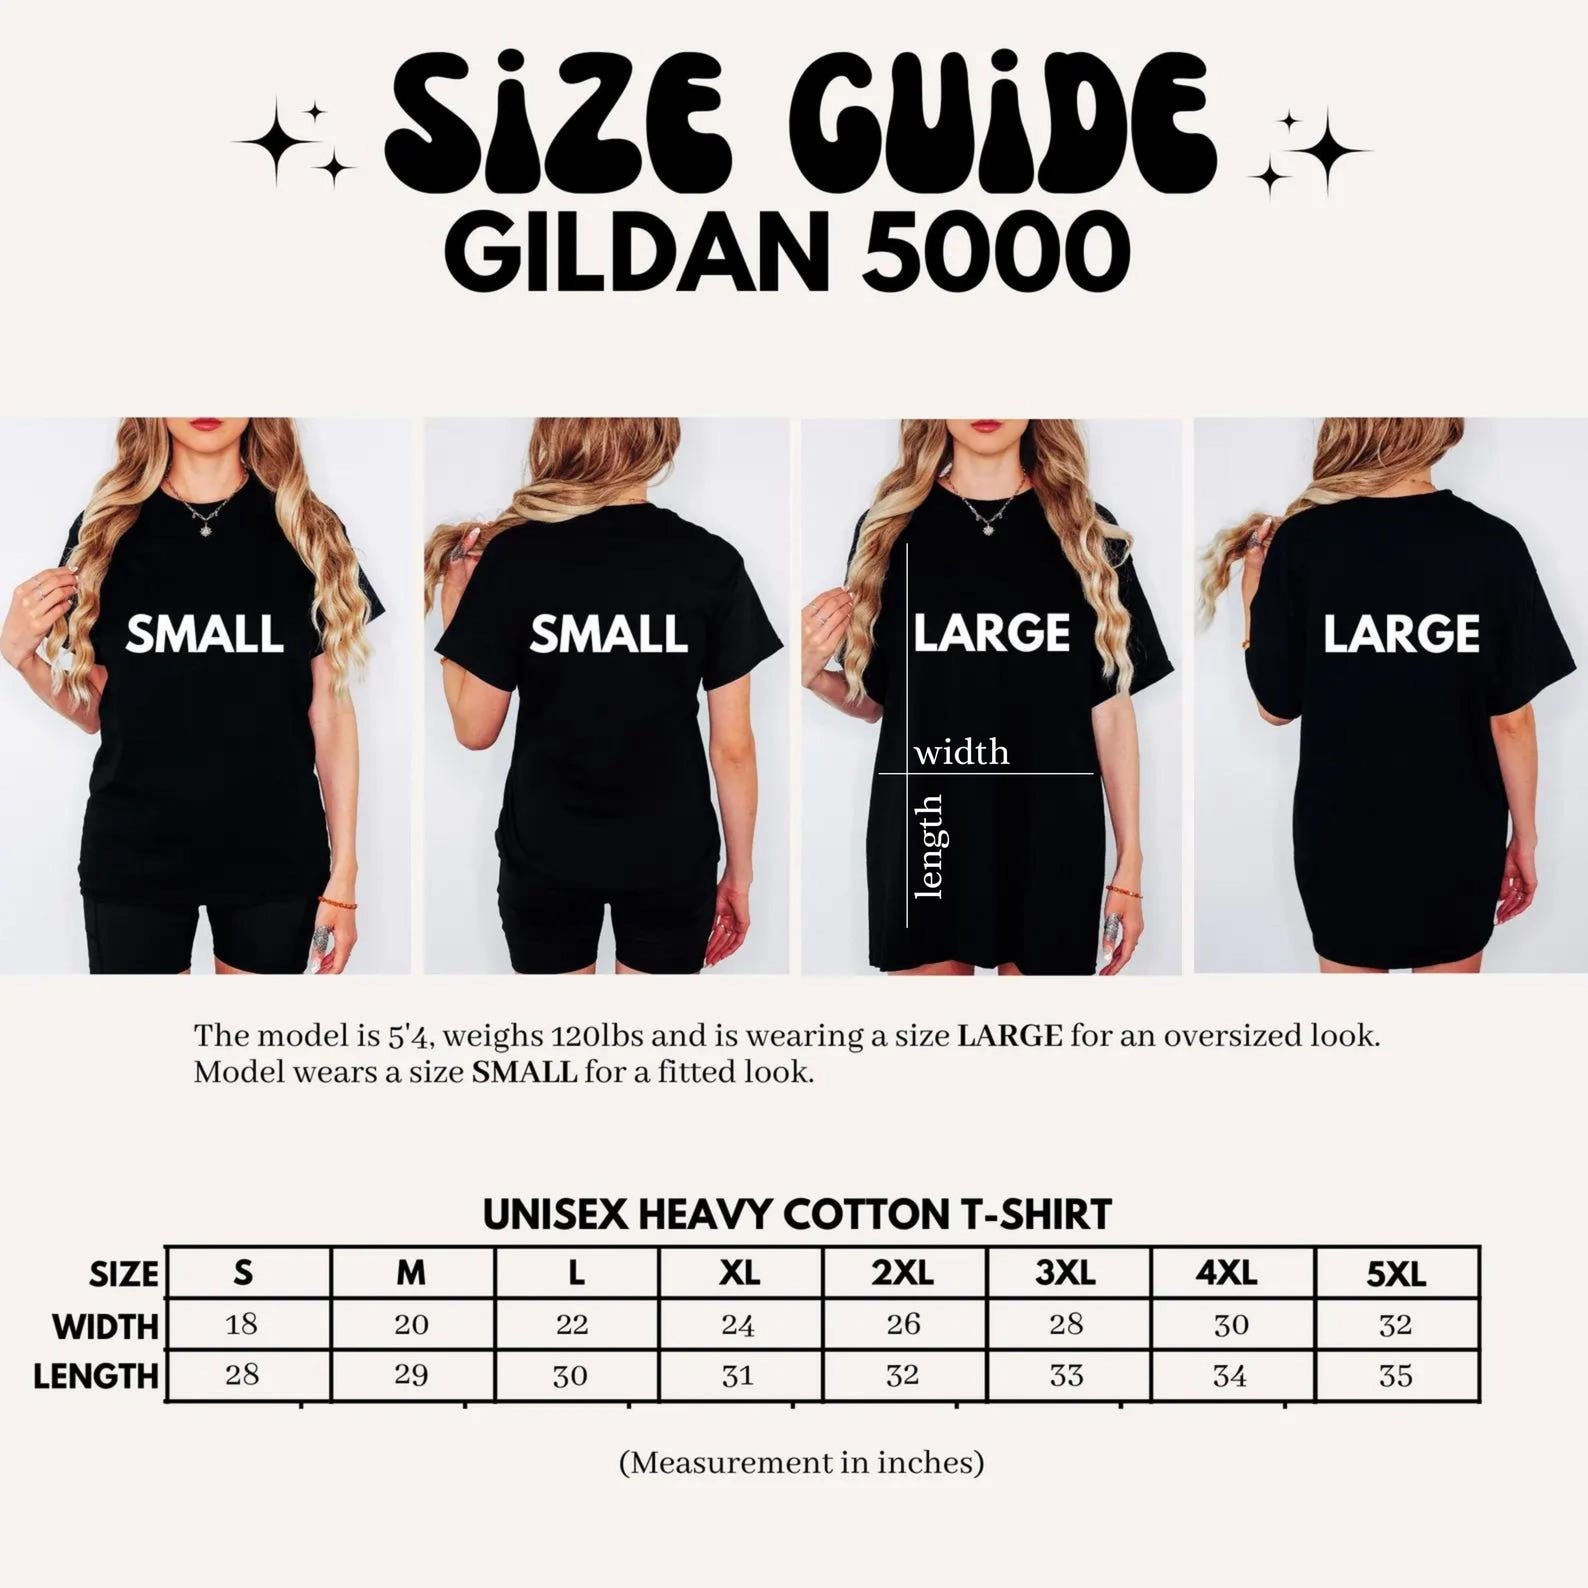 SiZE GUiDE
GILDAN 5000
SMALL
SMALL
LARGE
width
length
LARGE
The model is 5'4, weighs 120lbs and is wearing a size LARGE for an oversized look.
Model wears a size SMALL for a fitted look.
UNISEX HEAVY COTTON T-SHIRT
SIZE S M L XL 2XL 3XL 4XL 5XL
WIDTH 18 20 22 24 26 28 30 32
LENGTH 28 29 30 31 32 33 34 35
(Measurement in inches)